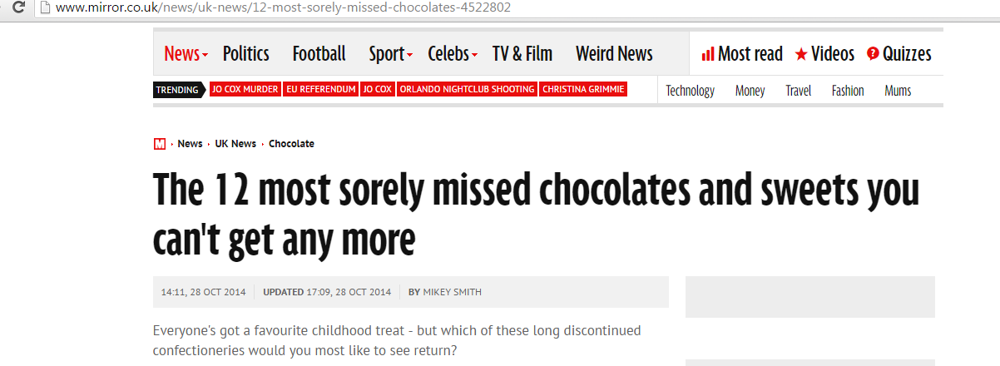 www.mirror.co.uk/news/uk-news/12-most-sorely-missed-chocolates-4522802
News Politics Football Sport Celebs TV & Film Weird News Most read Videos Quizzes
TRENDING JO COX MURDER EU REFERENDUM JO COX ORLANDO NIGHTCLUB SHOOTING CHRISTINA GRIMMIE Technology Money Travel Fashion Mums
M News UK News Chocolate
The 12 most sorely missed chocolates and sweets you
can't get any more
14:11, 28 OCT 2014 UPDATED 17:09, 28 OCT 2014 BY MIKEY SMITH
Everyone's got a favourite childhood treat - but which of these long discontinued
confectioneries would you most like to see return?